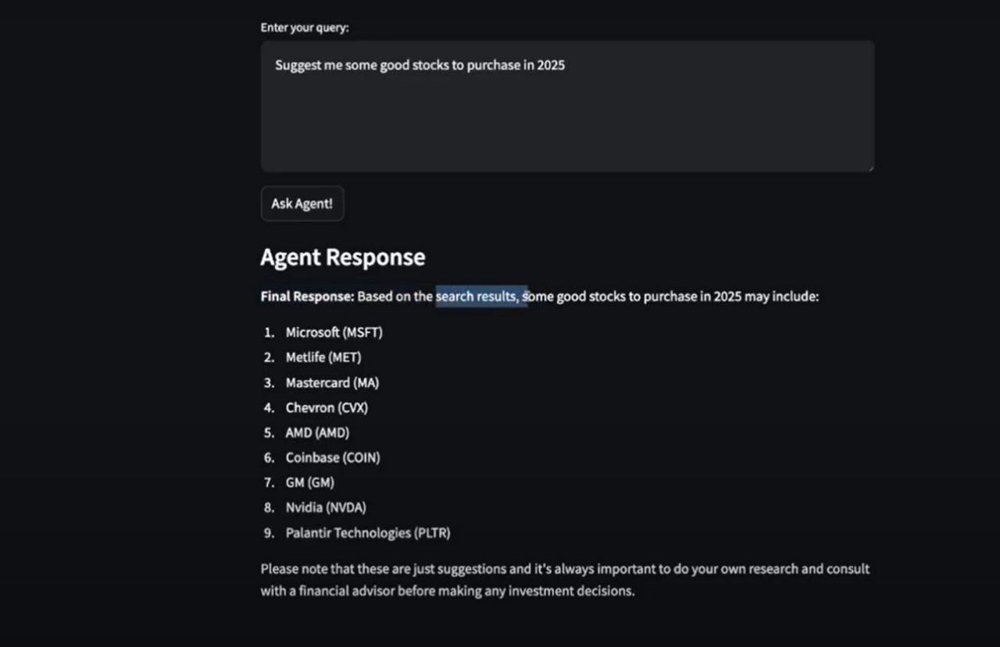 Enter your query:
Suggest me some good stocks to purchase in 2025
Ask Agent!
Agent Response
Final Response: Based on the search results, some good stocks to purchase in 2025 may include:
1. Microsoft (MSFT)
2. Metlife (MET)
3. Mastercard (MA)
4. Chevron (CVX)
5. AMD (AMD)
6. Coinbase (COIN)
7. GM (GM)
8. Nvidia (NVDA)
9. Palantir Technologies (PLTR)
Please note that these are just suggestions and it's always important to do your own research and consult
with a financial advisor before making any investment decisions.